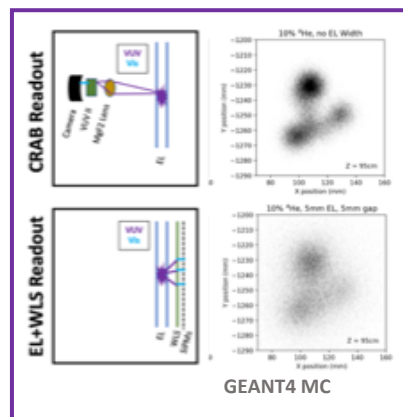 CRAB Readout
VUV
Vis
Camera
VUV II
MgF2 Lens
EL
10% ⁴He, no EL Width
Y position (mm)
-1220
-1230
-1240
-1250
-1260
-1270
-1280
-1290
Z = 95cm
80 100 120 140 160
X position (mm)
EL+WLS Readout
VUV
Vis
EL
WLS
SiPMs
10% ⁴He, 5mm EL, 5mm gap
Y position (mm)
-1200
-1210
-1220
-1230
-1240
-1250
-1260
-1270
-1280
-1290
Z = 95cm
80 100 120 140 160
X position (mm)
GEANT4 MC